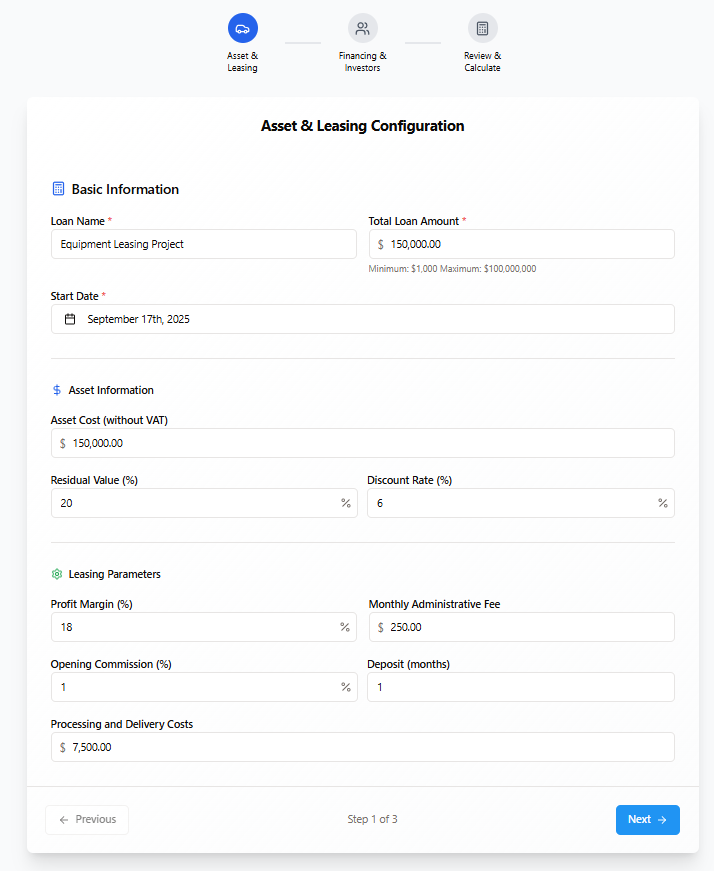 Asset &
Leasing
Financing &
Investors
Review &
Calculate
Asset & Leasing Configuration
Basic Information
Loan Name *
Equipment Leasing Project
Total Loan Amount *
$ 150,000.00
Minimum: $1,000 Maximum: $100,000,000
Start Date *
September 17th, 2025
$ Asset Information
Asset Cost (without VAT)
$ 150,000.00
Residual Value (%)
20 %
Discount Rate (%)
6 %
Leasing Parameters
Profit Margin (%)
18 %
Monthly Administrative Fee
$ 250.00
Opening Commission (%)
1 %
Deposit (months)
1
Processing and Delivery Costs
$ 7,500.00
← Previous
Step 1 of 3
Next →